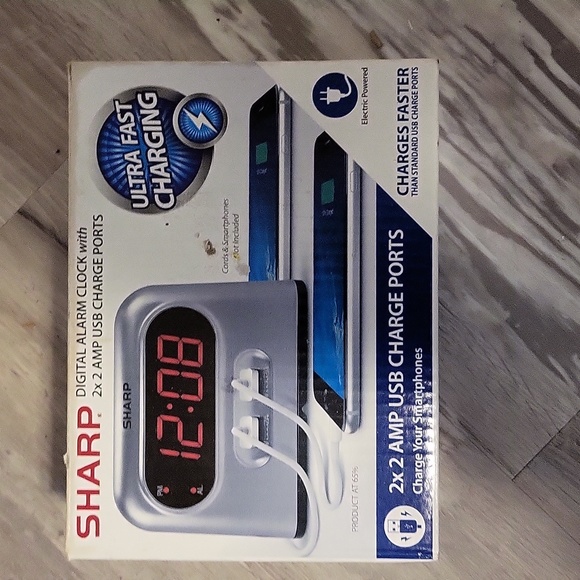 SHARP
DIGITAL ALARM CLOCK with
2x 2 AMP USB CHARGE PORTS
ULTRA FAST
CHARGING
Cords & Smartphones
Not Included
Electric Powered
CHARGES FASTER
THAN STANDARD USB CHARGE PORTS
SHARP
PM
AL
12:08
PRODUCT AT 65%
2x 2 AMP USB CHARGE PORTS
Charge Your Smartphones